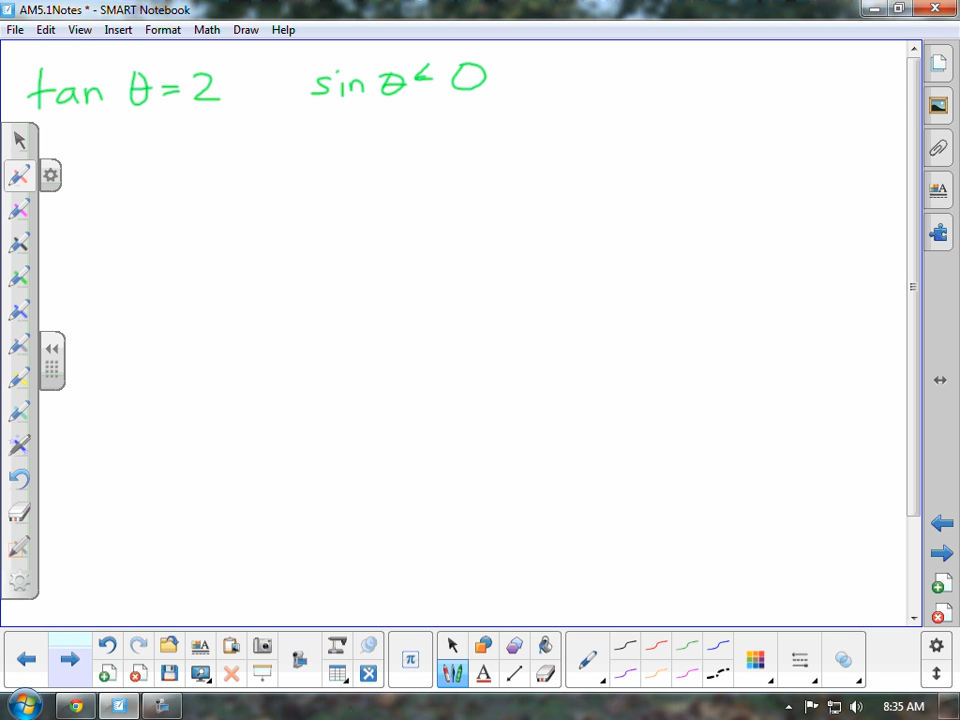 AM5.1Notes * - SMART Notebook
File Edit View Insert Format Math Draw Help
tan θ = 2 sin θ < 0
π
A
8:35 AM